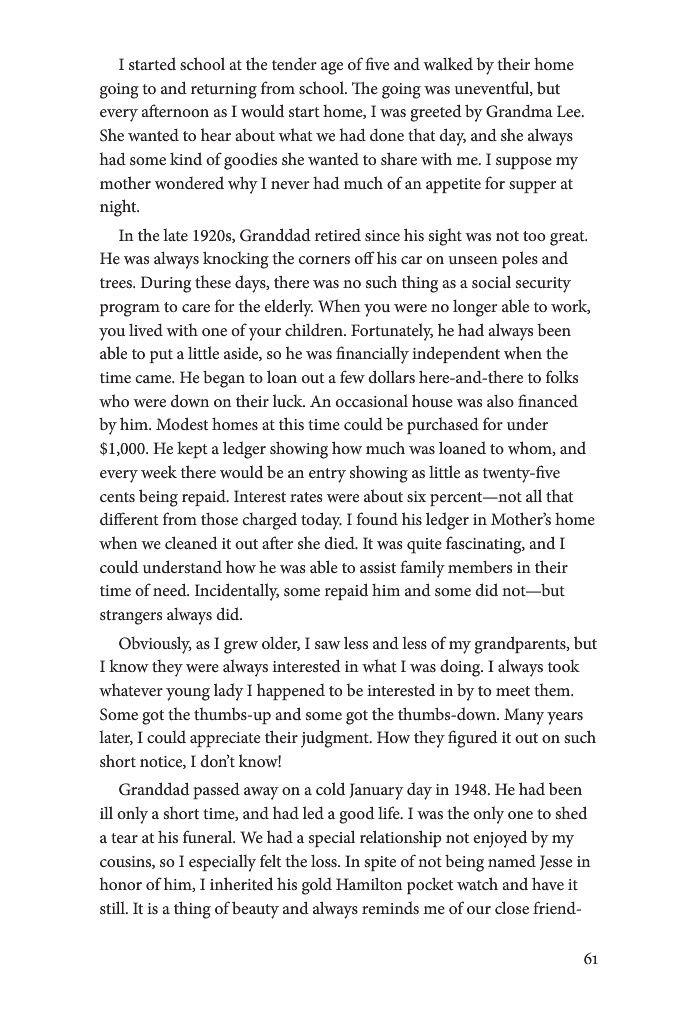 I started school at the tender age of five and walked by their home
going to and returning from school. The going was uneventful, but
every afternoon as I would start home, I was greeted by Grandma Lee.
She wanted to hear about what we had done that day, and she always
had some kind of goodies she wanted to share with me. I suppose my
mother wondered why I never had much of an appetite for supper at
night.
In the late 1920s, Granddad retired since his sight was not too great.
He was always knocking the corners off his car on unseen poles and
trees. During these days, there was no such thing as a social security
program to care for the elderly. When you were no longer able to work,
you lived with one of your children. Fortunately, he had always been
able to put a little aside, so he was financially independent when the
time came. He began to loan out a few dollars here-and-there to folks
who were down on their luck. An occasional house was also financed
by him. Modest homes at this time could be purchased for under
$1,000. He kept a ledger showing how much was loaned to whom, and
every week there would be an entry showing as little as twenty-five
cents being repaid. Interest rates were about six percent—not all that
different from those charged today. I found his ledger in Mother’s home
when we cleaned it out after she died. It was quite fascinating, and I
could understand how he was able to assist family members in their
time of need. Incidentally, some repaid him and some did not—but
strangers always did.
Obviously, as I grew older, I saw less and less of my grandparents, but
I know they were always interested in what I was doing. I always took
whatever young lady I happened to be interested in by to meet them.
Some got the thumbs-up and some got the thumbs-down. Many years
later, I could appreciate their judgment. How they figured it out on such
short notice, I don’t know!
Granddad passed away on a cold January day in 1948. He had been
ill only a short time, and had led a good life. I was the only one to shed
a tear at his funeral. We had a special relationship not enjoyed by my
cousins, so I especially felt the loss. In spite of not being named Jesse in
honor of him, I inherited his gold Hamilton pocket watch and have it
still. It is a thing of beauty and always reminds me of our close friend-
61